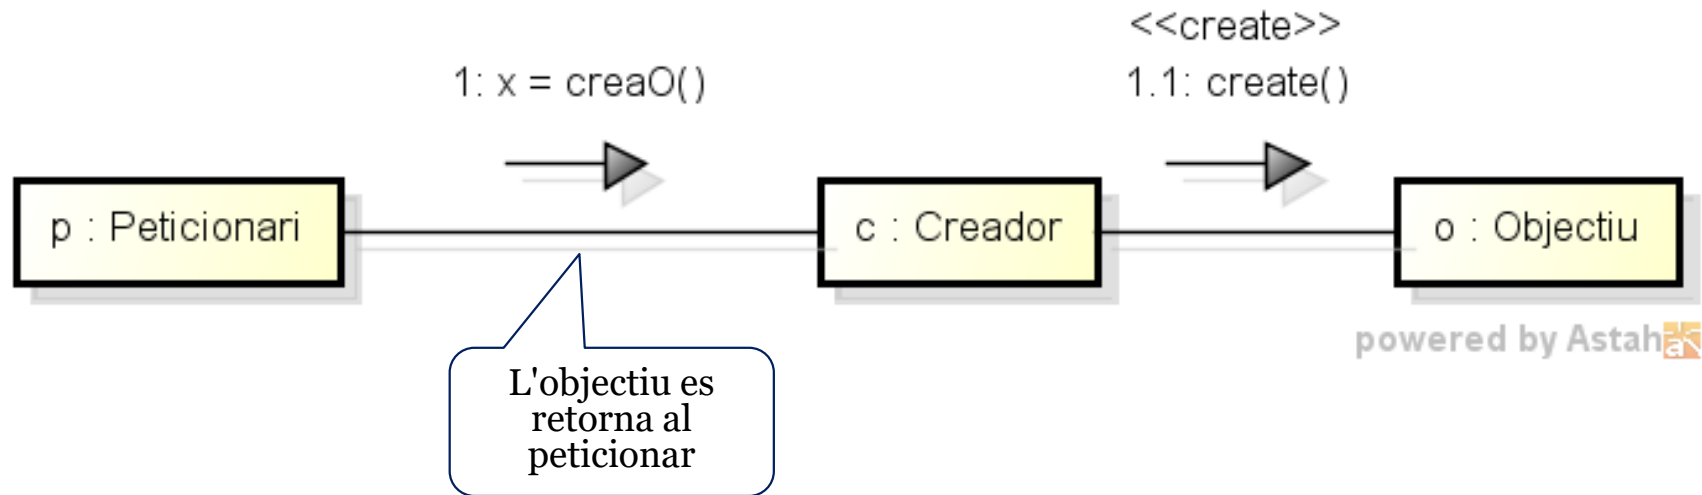 <<create>>
1: x = creaO()
1.1: create()
p : Peticionari
c : Creador
o : Objectiu
powered by Astah
L'objectiu es
retorna al
peticionar